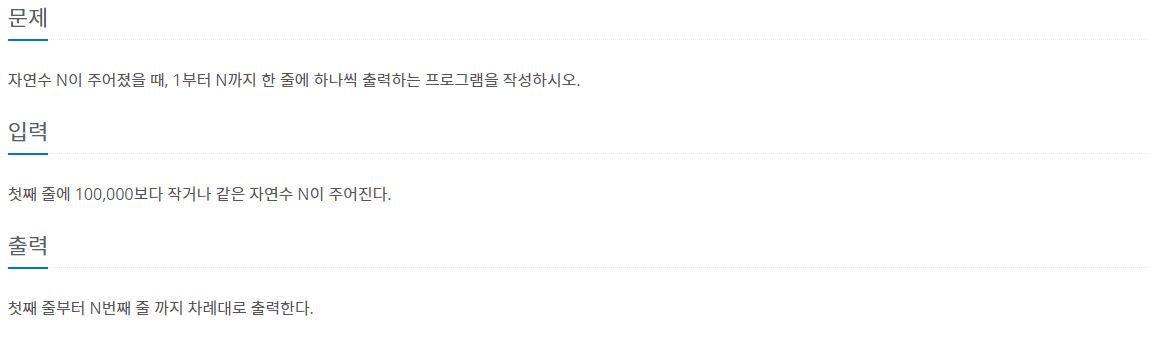 문제
자연수 N이 주어졌을 때, 1부터 N까지 한 줄에 하나씩 출력하는 프로그램을 작성하시오.
입력
첫째 줄에 100,000보다 작거나 같은 자연수 N이 주어진다.
출력
첫째 줄부터 N번째 줄 까지 차례대로 출력한다.